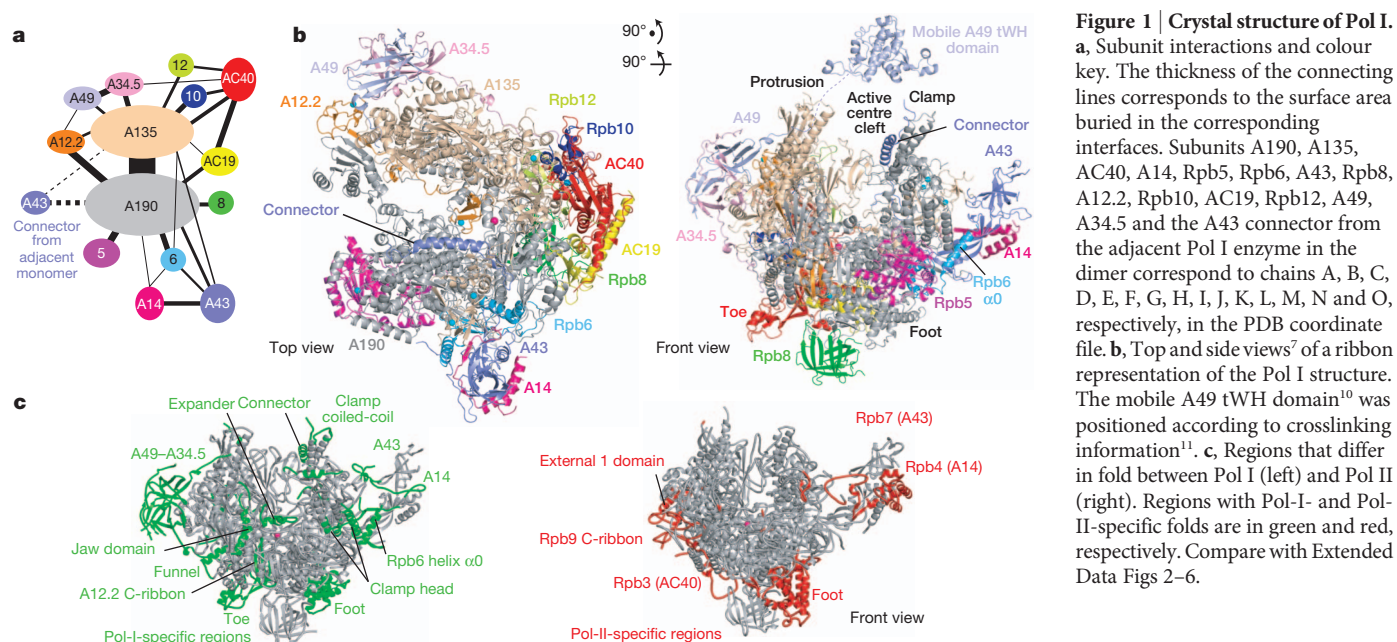 a
12
AC40
A34.5
10
A49
A12.2
A135
AC19
A43
A190
8
Connector
from
adjacent
monomer
5
6
A14
A43
b
90°
90°
A49
A34.5
A135
A12.2
Rpb12
Rpb10
AC40
Connector
AC19
Rpb8
Rpb6
A190
A43
Top view
A14
Mobile A49 tWH
domain
Protrusion
Active
centre
cleft
Clamp
A49
Connector
A43
A34.5
A14
Rpb6
α0
Rpb5
Toe
Foot
Front view
Rpb8
c
Expander
Connector
Clamp
coiled-coil
A49–A34.5
A43
A14
Jaw domain
Funnel
Rpb6 helix α0
A12.2 C-ribbon
Clamp head
Toe
Foot
Pol-I-specific regions
Rpb7 (A43)
External 1 domain
Rpb4 (A14)
Rpb9 C-ribbon
Rpb3 (AC40)
Foot
Front view
Pol-II-specific regions
Figure 1 | Crystal structure of Pol I.
a, Subunit interactions and colour
key. The thickness of the connecting
lines corresponds to the surface area
buried in the corresponding
interfaces. Subunits A190, A135,
AC40, A14, Rpb5, Rpb6, A43, Rpb8,
A12.2, Rpb10, AC19, Rpb12, A49,
A34.5 and the A43 connector from
the adjacent Pol I enzyme in the
dimer correspond to chains A, B, C,
D, E, F, G, H, I, J, K, L, M, N and O,
respectively, in the PDB coordinate
file. b, Top and side views⁷ of a ribbon
representation of the Pol I structure.
The mobile A49 tWH domain¹⁰ was
positioned according to crosslinking
information¹¹. c, Regions that differ
in fold between Pol I (left) and Pol II
(right). Regions with Pol-I- and Pol-
II-specific folds are in green and red,
respectively. Compare with Extended
Data Figs 2–6.